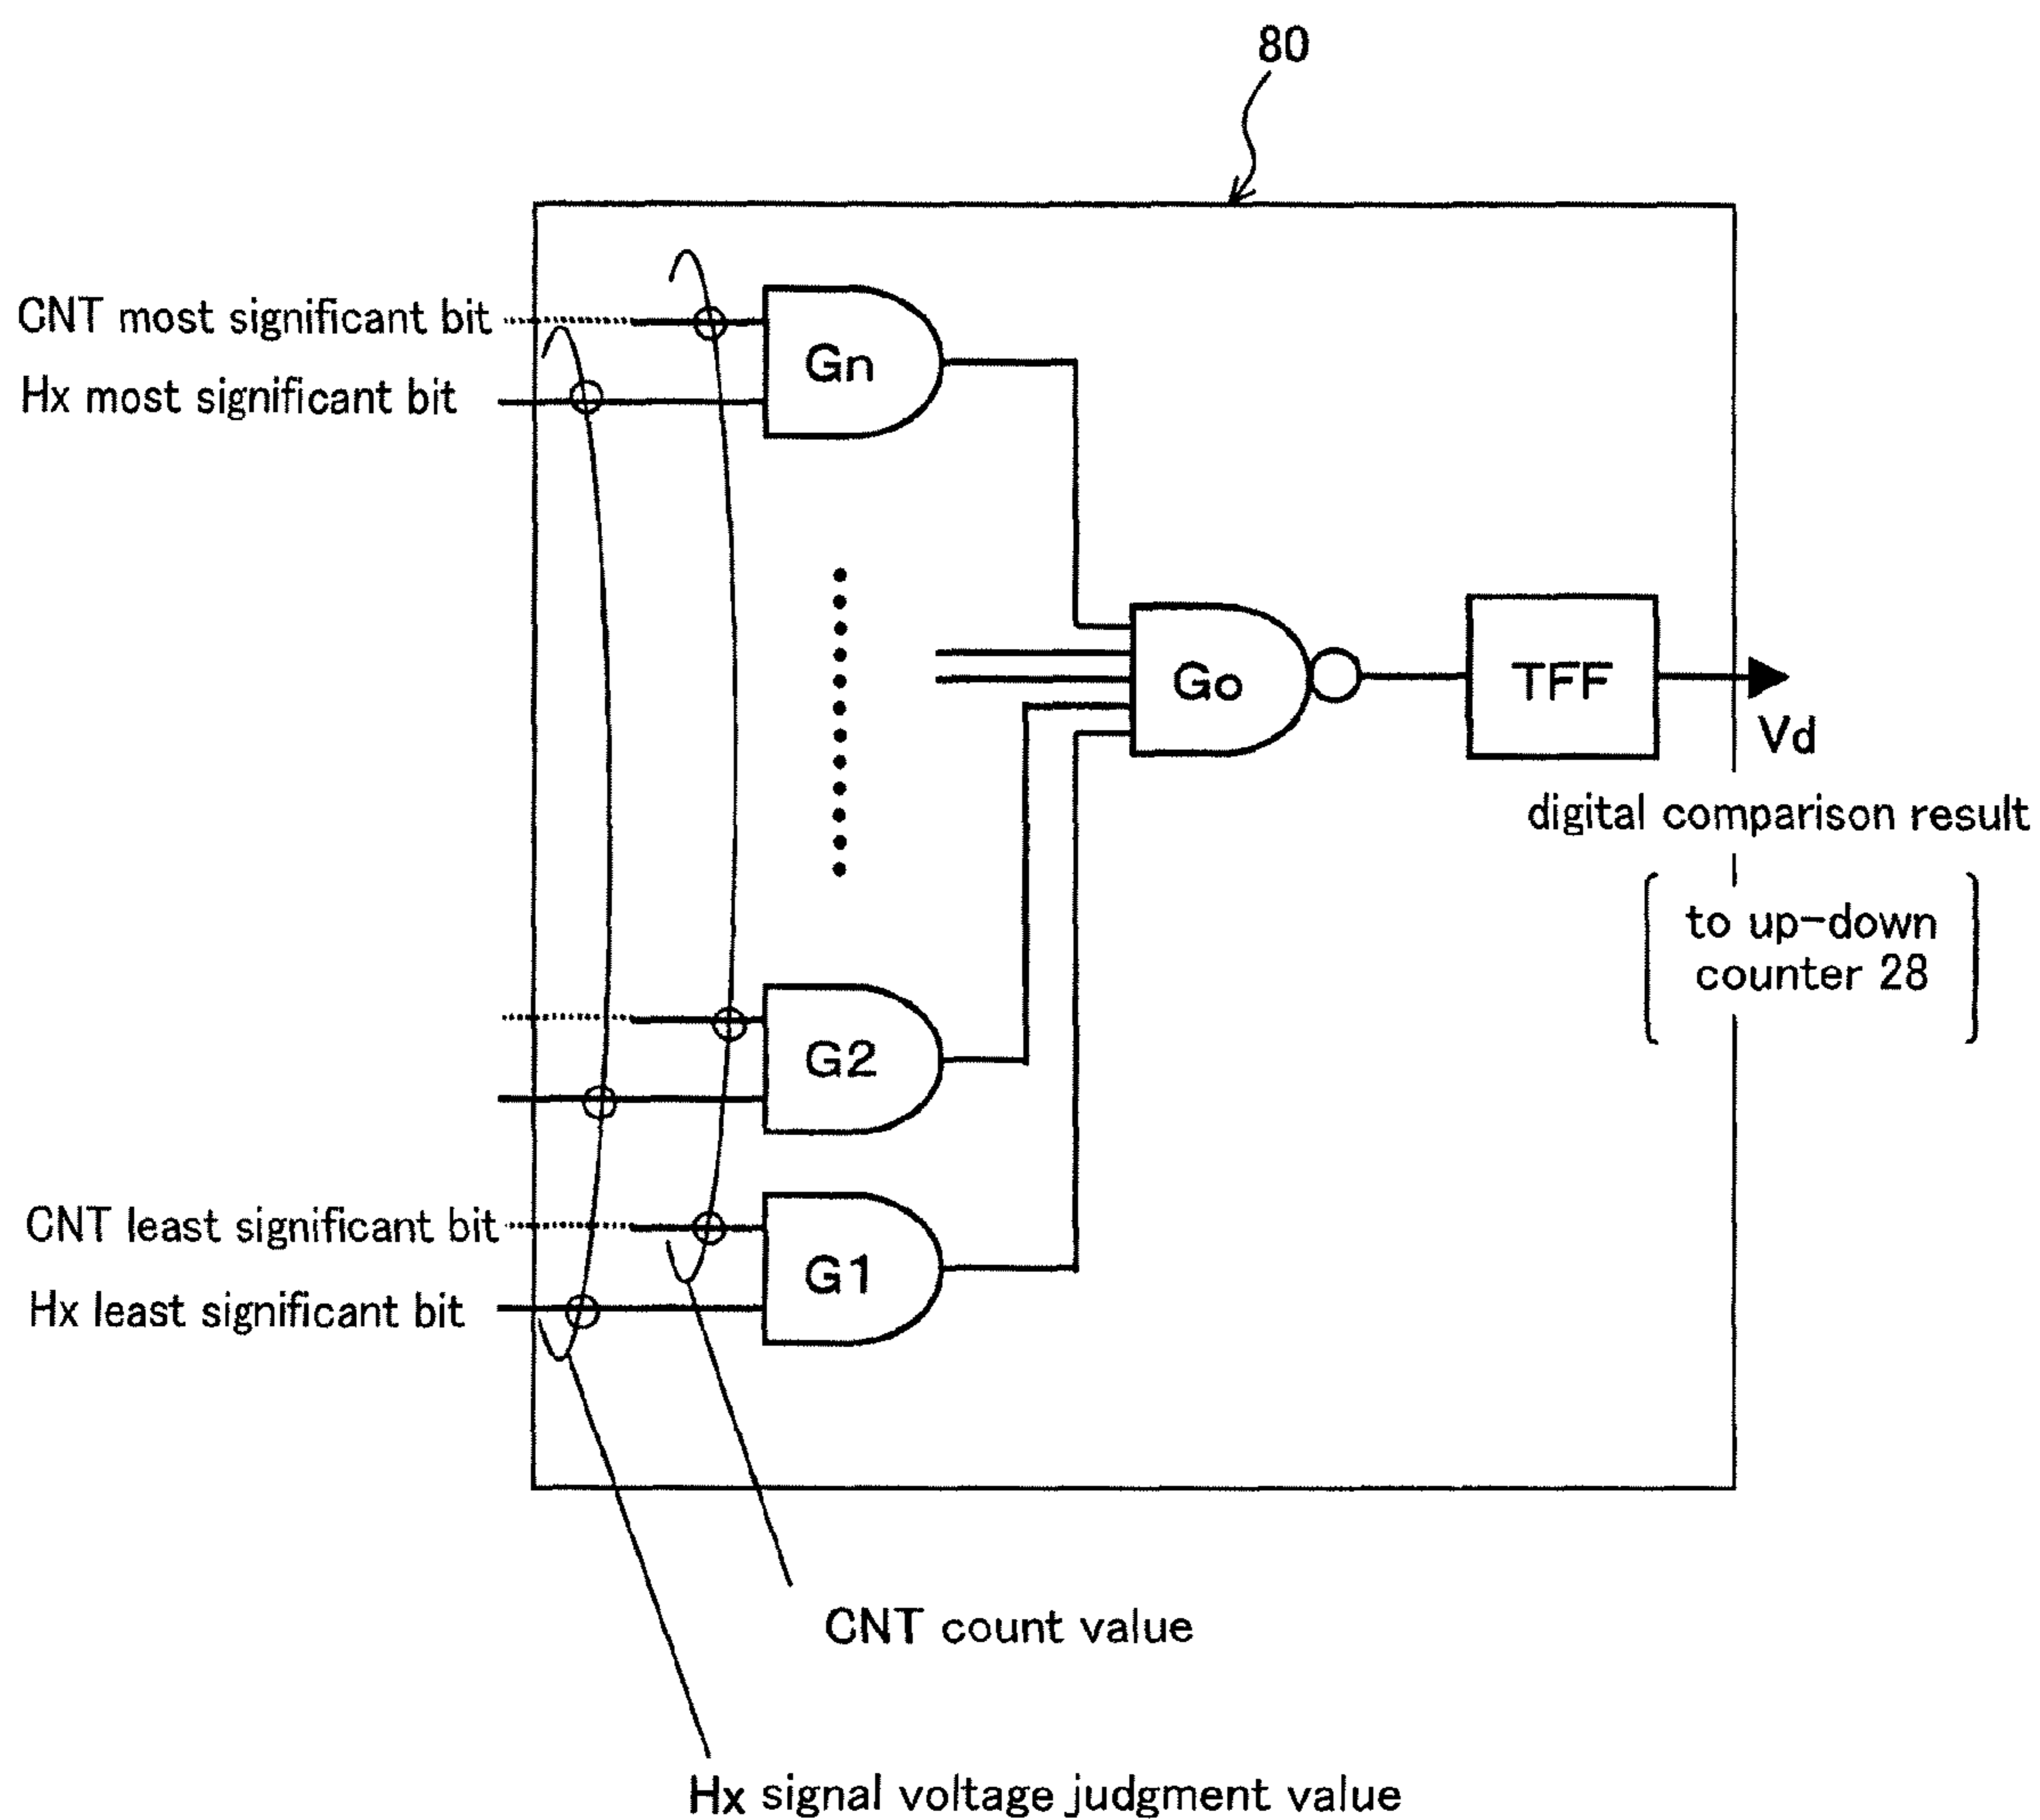 80
CNT most significant bit
Hx most significant bit
Gn
Go
TFF
Vd
digital comparison result
to up-down
counter 28
G2
CNT least significant bit
G1
Hx least significant bit
CNT count value
Hx signal voltage judgment value